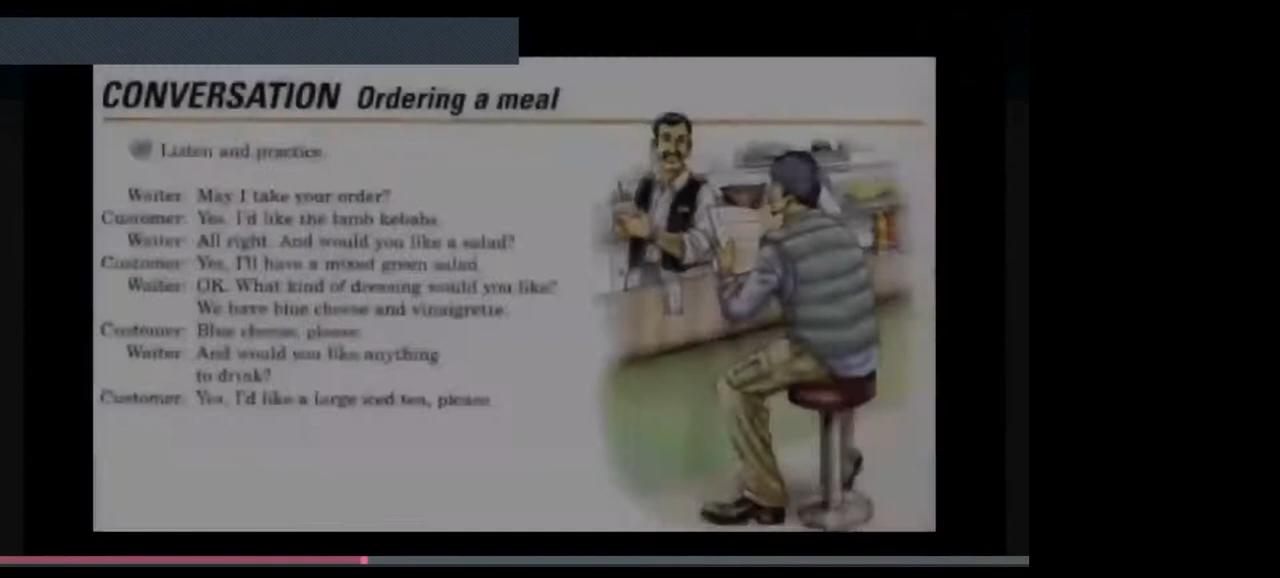 CONVERSATION Ordering a meal
Listen and practice.
Waiter: May I take your order?
Customer: Yes. I'd like the lamb kebabs.
Waiter: All right. And would you like a salad?
Customer: Yes, I'll have a mixed green salad.
Waiter: OK. What kind of dressing would you like?
We have blue cheese and vinaigrette.
Customer: Blue cheese, please.
Waiter: And would you like anything
to drink?
Customer: Yes, I'd like a large iced tea, please.